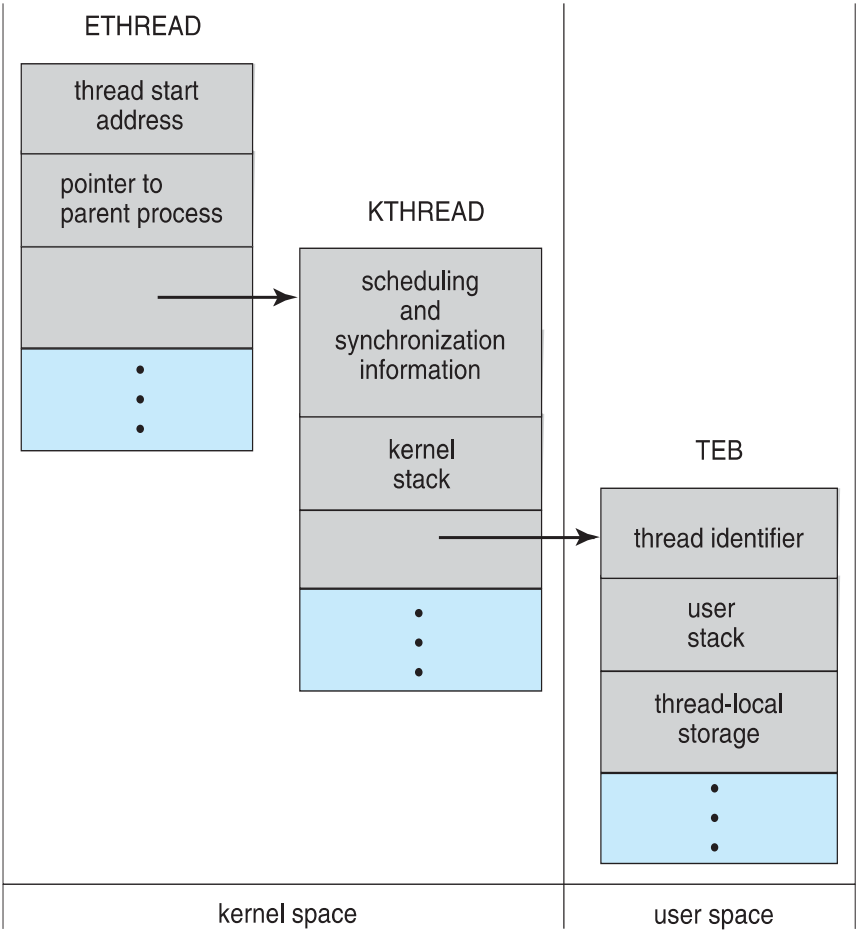 ETHREAD
thread start
address
pointer to
parent process
KTHREAD
scheduling
and
synchronization
information
kernel
stack
TEB
thread identifier
user
stack
thread-local
storage
kernel space
user space